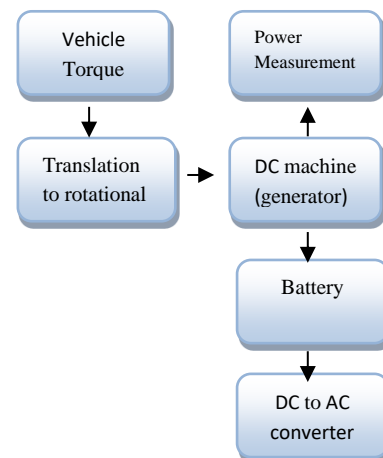 Vehicle
Torque
Power
Measurement
Translation
to rotational
DC machine
(generator)
Battery
DC to AC
converter